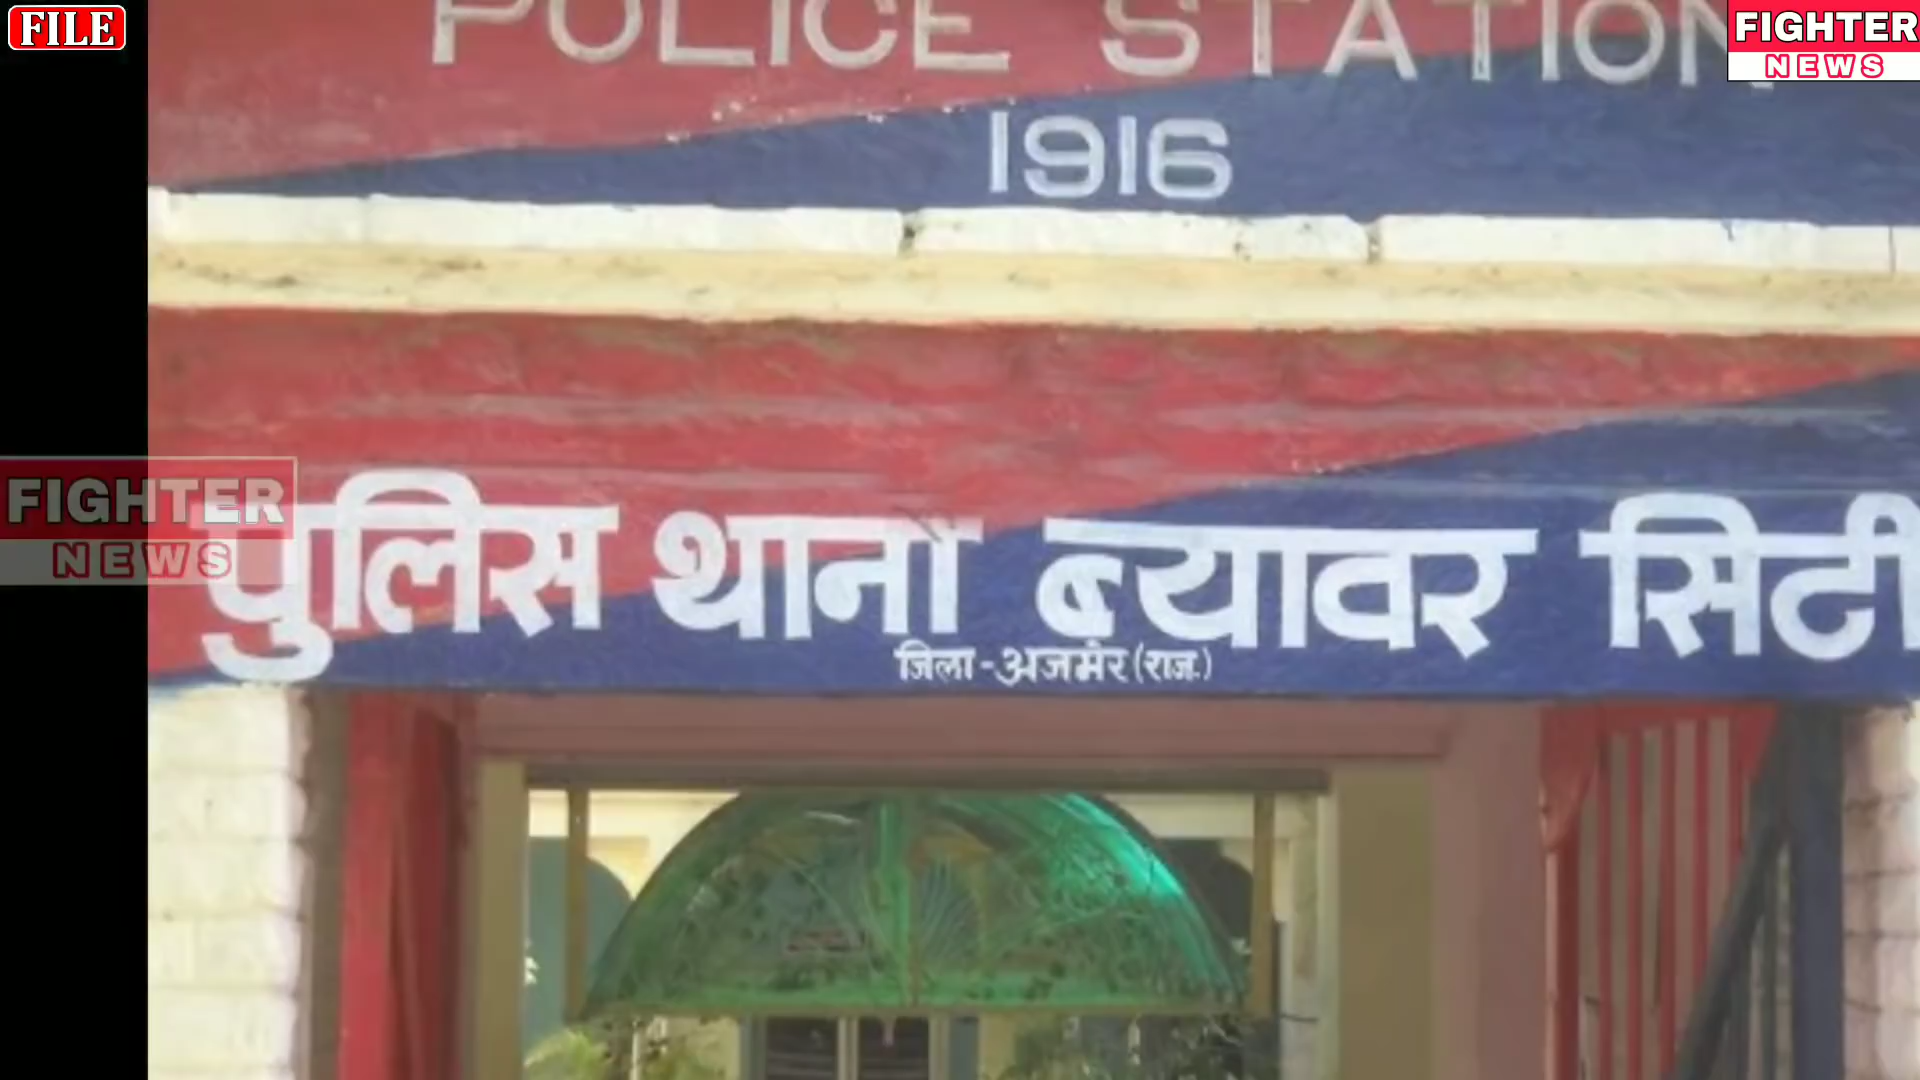 FILE
FIGHTER
NEWS
POLICE STATION
1916
FIGHTER
NEWS
पुलिस थाना ब्यावर सिटी
जिला - अजमेर (राज.)